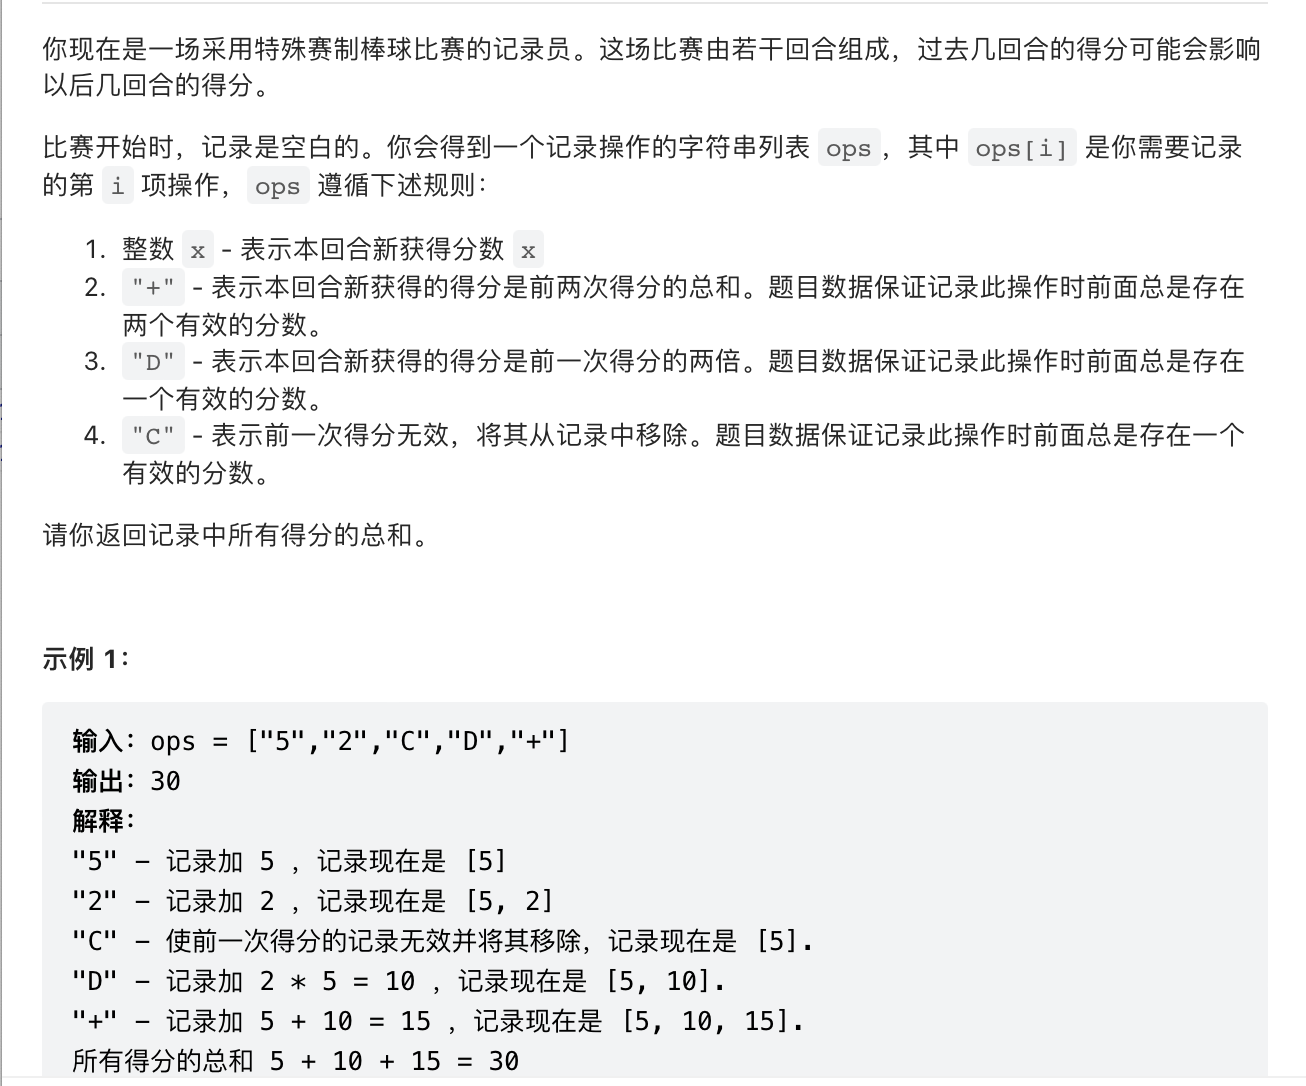 你现在是一场采用特殊赛制棒球比赛的记录员。这场比赛由若干回合组成，过去几回合的得分可能会影响
以后几回合的得分。
比赛开始时，记录是空白的。你会得到一个记录操作的字符串列表 ops，其中 ops[i] 是你需要记录
的第 i 项操作，ops 遵循下述规则：
1. 整数 x - 表示本回合新获得分数 x
2. "+" - 表示本回合新获得的得分是前两次得分的总和。题目数据保证记录此操作时前面总是存在
两个有效的分数。
3. "D" - 表示本回合新获得的得分是前一次得分的两倍。题目数据保证记录此操作时前面总是存在
一个有效的分数。
4. "C" - 表示前一次得分无效，将其从记录中移除。题目数据保证记录此操作时前面总是存在一个
有效的分数。
请你返回记录中所有得分的总和。
示例 1：
输入：ops = ["5","2","C","D","+"]
输出：30
解释：
"5" - 记录加 5 ，记录现在是 [5]
"2" - 记录加 2 ，记录现在是 [5, 2]
"C" - 使前一次得分的记录无效并将其移除，记录现在是 [5].
"D" - 记录加 2 * 5 = 10 ，记录现在是 [5, 10].
"+" - 记录加 5 + 10 = 15 ，记录现在是 [5, 10, 15].
所有得分的总和 5 + 10 + 15 = 30